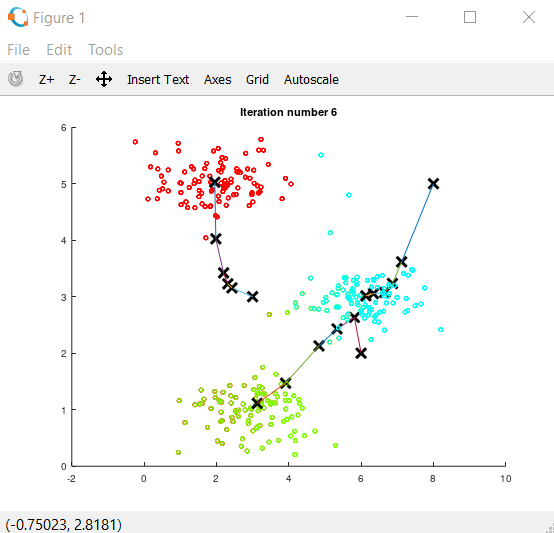 Figure 1
File Edit Tools
Z+ Z- Insert Text Axes Grid Autoscale
Iteration number 6
6
5
4
3
2
1
0
-2 0 2 4 6 8 10
(-0.75023, 2.8181)